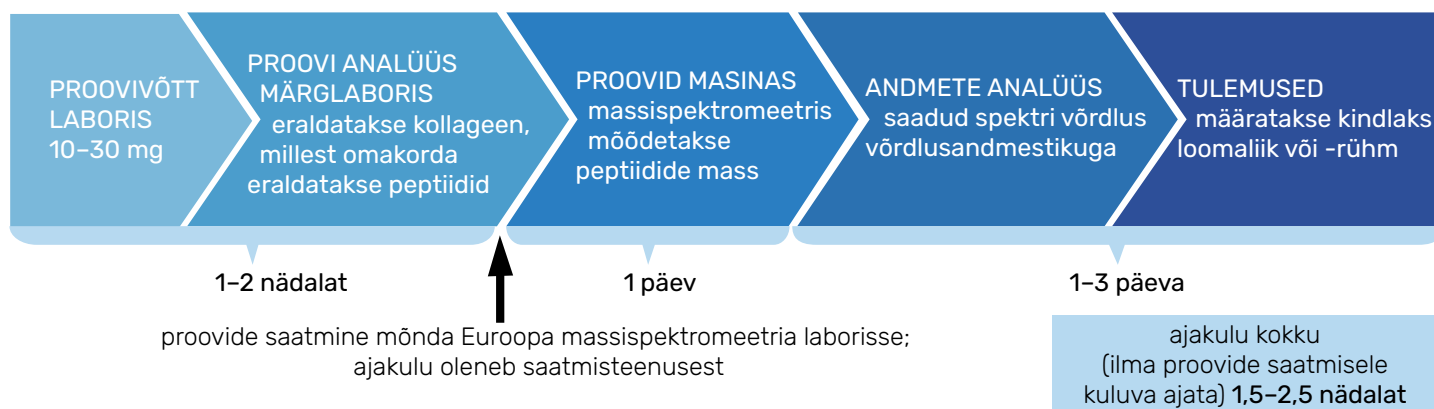 PROOVIVÕTT
LABORIS
10–30 mg
PROOVI ANALÜÜS
MÄRGLABORIS
eraldatakse kollageen,
millest omakorda
eraldatakse peptiidid
PROOVID MASINAS
massispektromeetris
mõõdetakse
peptiidide mass
ANDMETE ANALÜÜS
saadud spektri võrdlus
võrdlusandmestikuga
TULEMUSED
määratakse kindlaks
loomaliik või -rühm
1–2 nädalat
1 päev
1–3 päeva
proovide saatmine mõnda Euroopa massispektromeetria laborisse;
ajakulu oleneb saatmisteenusest
ajakulu kokku
(ilma proovide saatmisele
kuluva ajata) 1,5–2,5 nädalat